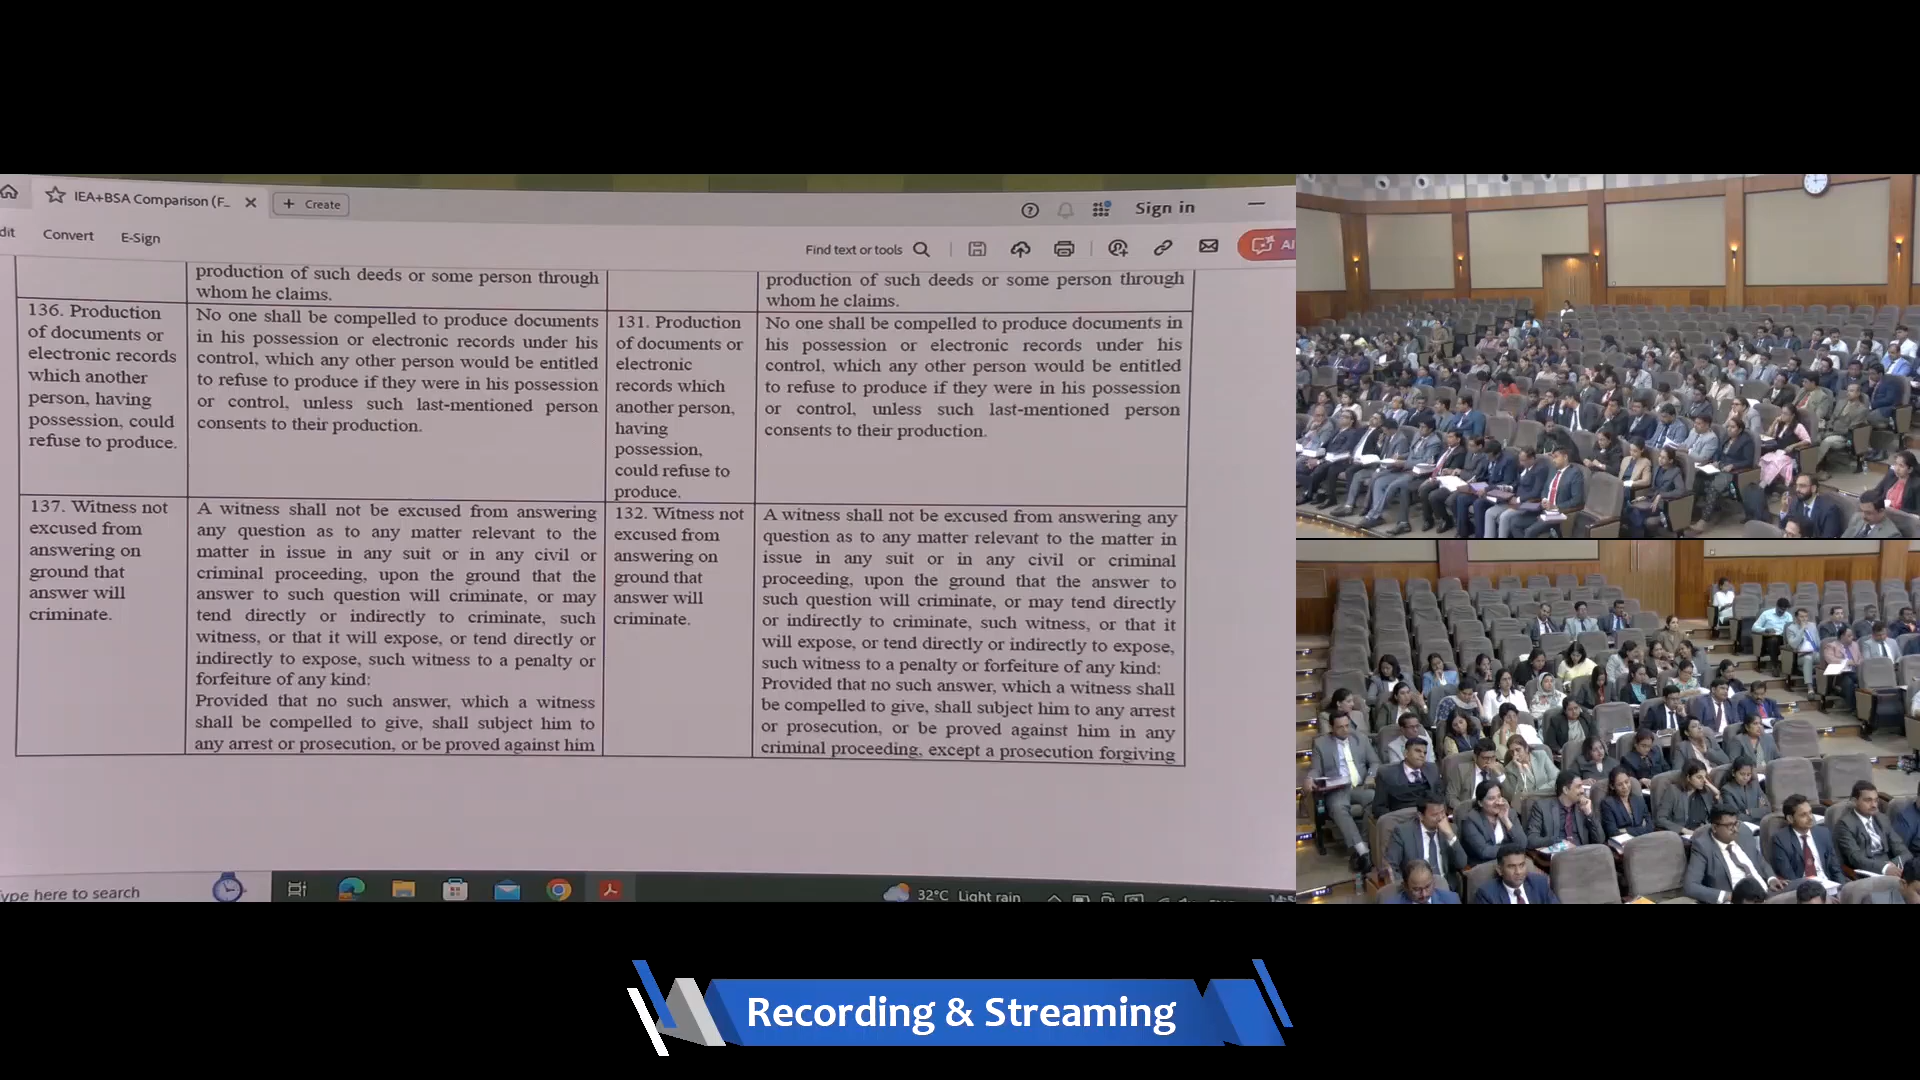 IEA+BSA Comparison (F_
Create
Sign in
dit
Convert
E-Sign
Find text or tools
AI
production of such deeds or some person through
whom he claims.
production of such deeds or some person through
whom he claims.
136. Production
of documents or
electronic records
which another
person, having
possession, could
refuse to produce.
No one shall be compelled to produce documents
in his possession or electronic records under his
control, which any other person would be entitled
to refuse to produce if they were in his possession
or control, unless such last-mentioned person
consents to their production.
131. Production
of documents or
electronic
records which
another person,
having
possession,
could refuse to
produce.
No one shall be compelled to produce documents in
his possession or electronic records under his
control, which any other person would be entitled
to refuse to produce if they were in his possession
or control, unless such last-mentioned person
consents to their production.
137. Witness not
excused from
answering on
ground that
answer will
criminate.
A witness shall not be excused from answering
any question as to any matter relevant to the
matter in issue in any suit or in any civil or
criminal proceeding, upon the ground that the
answer to such question will criminate, or may
tend directly or indirectly to criminate, such
witness, or that it will expose, or tend directly or
indirectly to expose, such witness to a penalty or
forfeiture of any kind:
Provided that no such answer, which a witness
shall be compelled to give, shall subject him to
any arrest or prosecution, or be proved against him
132. Witness not
excused from
answering on
ground that
answer will
criminate.
A witness shall not be excused from answering any
question as to any matter relevant to the matter in
issue in any suit or in any civil or criminal
proceeding, upon the ground that the answer to
such question will criminate, or may tend directly
or indirectly to criminate, such witness, or that it
will expose, or tend directly or indirectly to expose,
such witness to a penalty or forfeiture of any kind:
Provided that no such answer, which a witness shall
be compelled to give, shall subject him to any arrest
or prosecution, or be proved against him in any
criminal proceeding, except a prosecution forgiving
ype here to search
32°C Light rain
Recording & Streaming